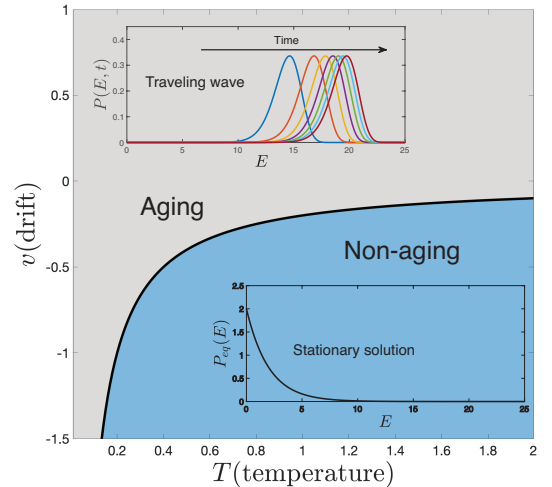 1
0.5
0
-0.5
-1
-1.5
v(drift)
0.4
0.3
0.2
0.1
0
P(E, t)
Time
Traveling wave
0 5 10 15 20 25
E
Aging
Non-aging
2.5
2
1.5
1
0.5
0
P_eq(E)
Stationary solution
0 5 10 15 20 25
E
0.2 0.4 0.6 0.8 1 1.2 1.4 1.6 1.8 2
T(temperature)